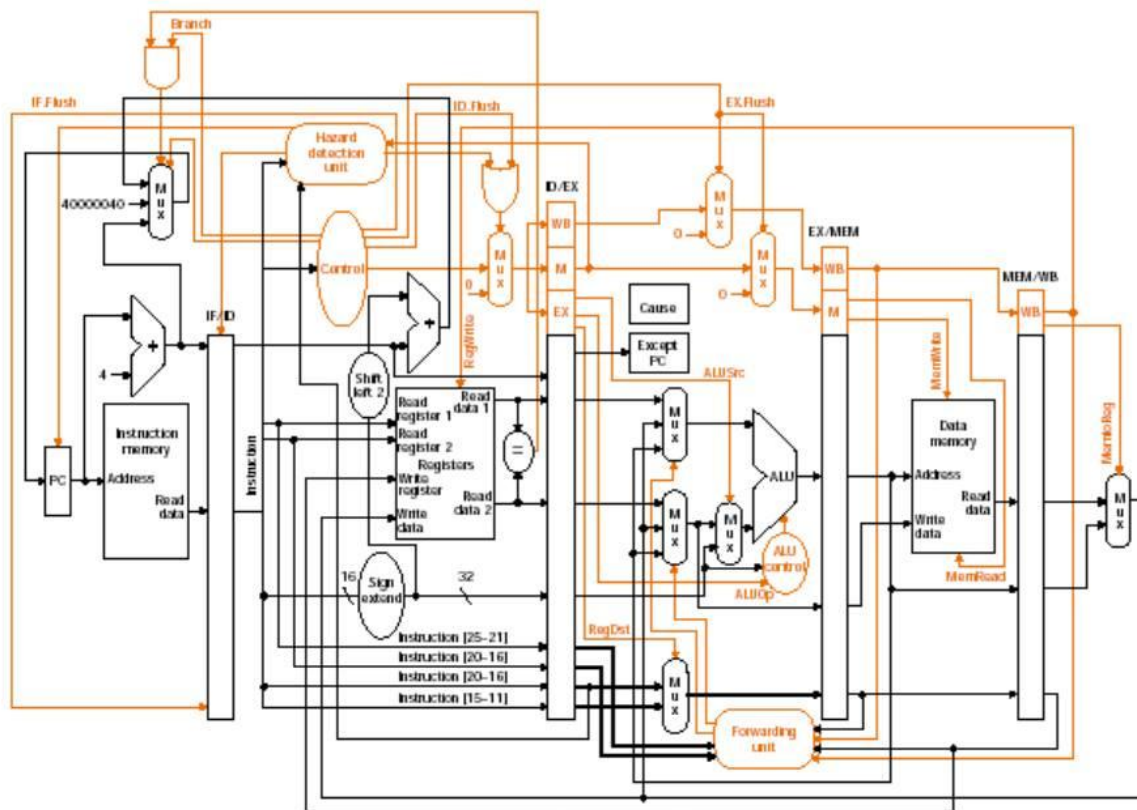 Branch
IF.Flush
ID.Flush
EX.Flush
Hazard
detection
unit
M
u
x
40000040
ID/EX
WB
M
u
x
0
EX/MEM
M
u
x
0
Control
M
u
x
0
M
WB
MEM/WB
EX
M
WB
Cause
IF/ID
+
+
4
RegWrite
Shift
left 2
Except
PC
ALUSrc
MemWrite
MemtoReg
Instruction
memory
Address
Read
data
PC
Instruction
Read
register 1
Read
data 1
Read
register 2
Registers
Write
register
Read
data 2
Write
data
=
M
u
x
M
u
x
M
u
x
ALU
Data
memory
Address
Read
data
Write
data
M
u
x
16
Sign
extend
32
ALU
control
ALUOp
MemRead
RegDst
Instruction [25–21]
Instruction [20–16]
Instruction [20–16]
Instruction [15–11]
M
u
x
Forwarding
unit